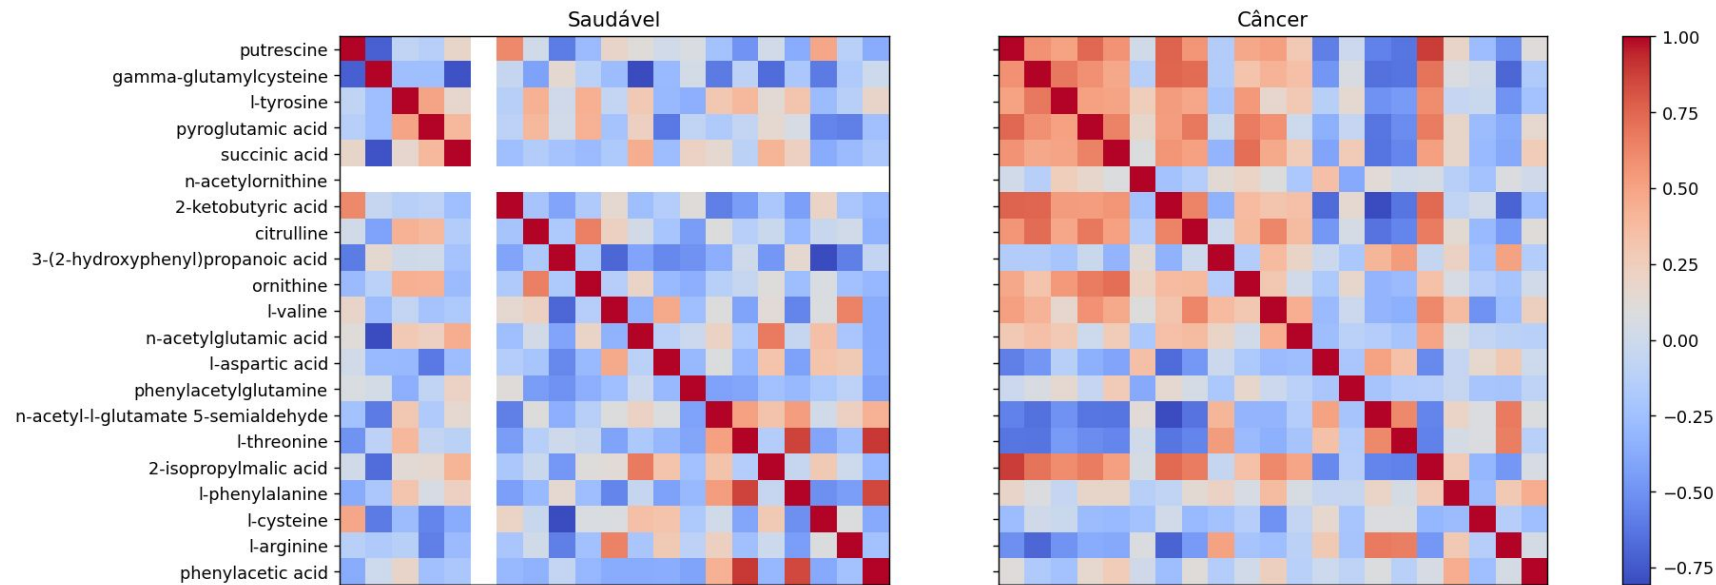 Saudável
Câncer
putrescine
gamma-glutamylcysteine
l-tyrosine
pyroglutamic acid
succinic acid
n-acetylornithine
2-ketobutyric acid
citrulline
3-(2-hydroxyphenyl)propanoic acid
ornithine
l-valine
n-acetylglutamic acid
l-aspartic acid
phenylacetylglutamine
n-acetyl-l-glutamate 5-semialdehyde
l-threonine
2-isopropylmalic acid
l-phenylalanine
l-cysteine
l-arginine
phenylacetic acid
1.00
0.75
0.50
0.25
0.00
−0.25
−0.50
−0.75